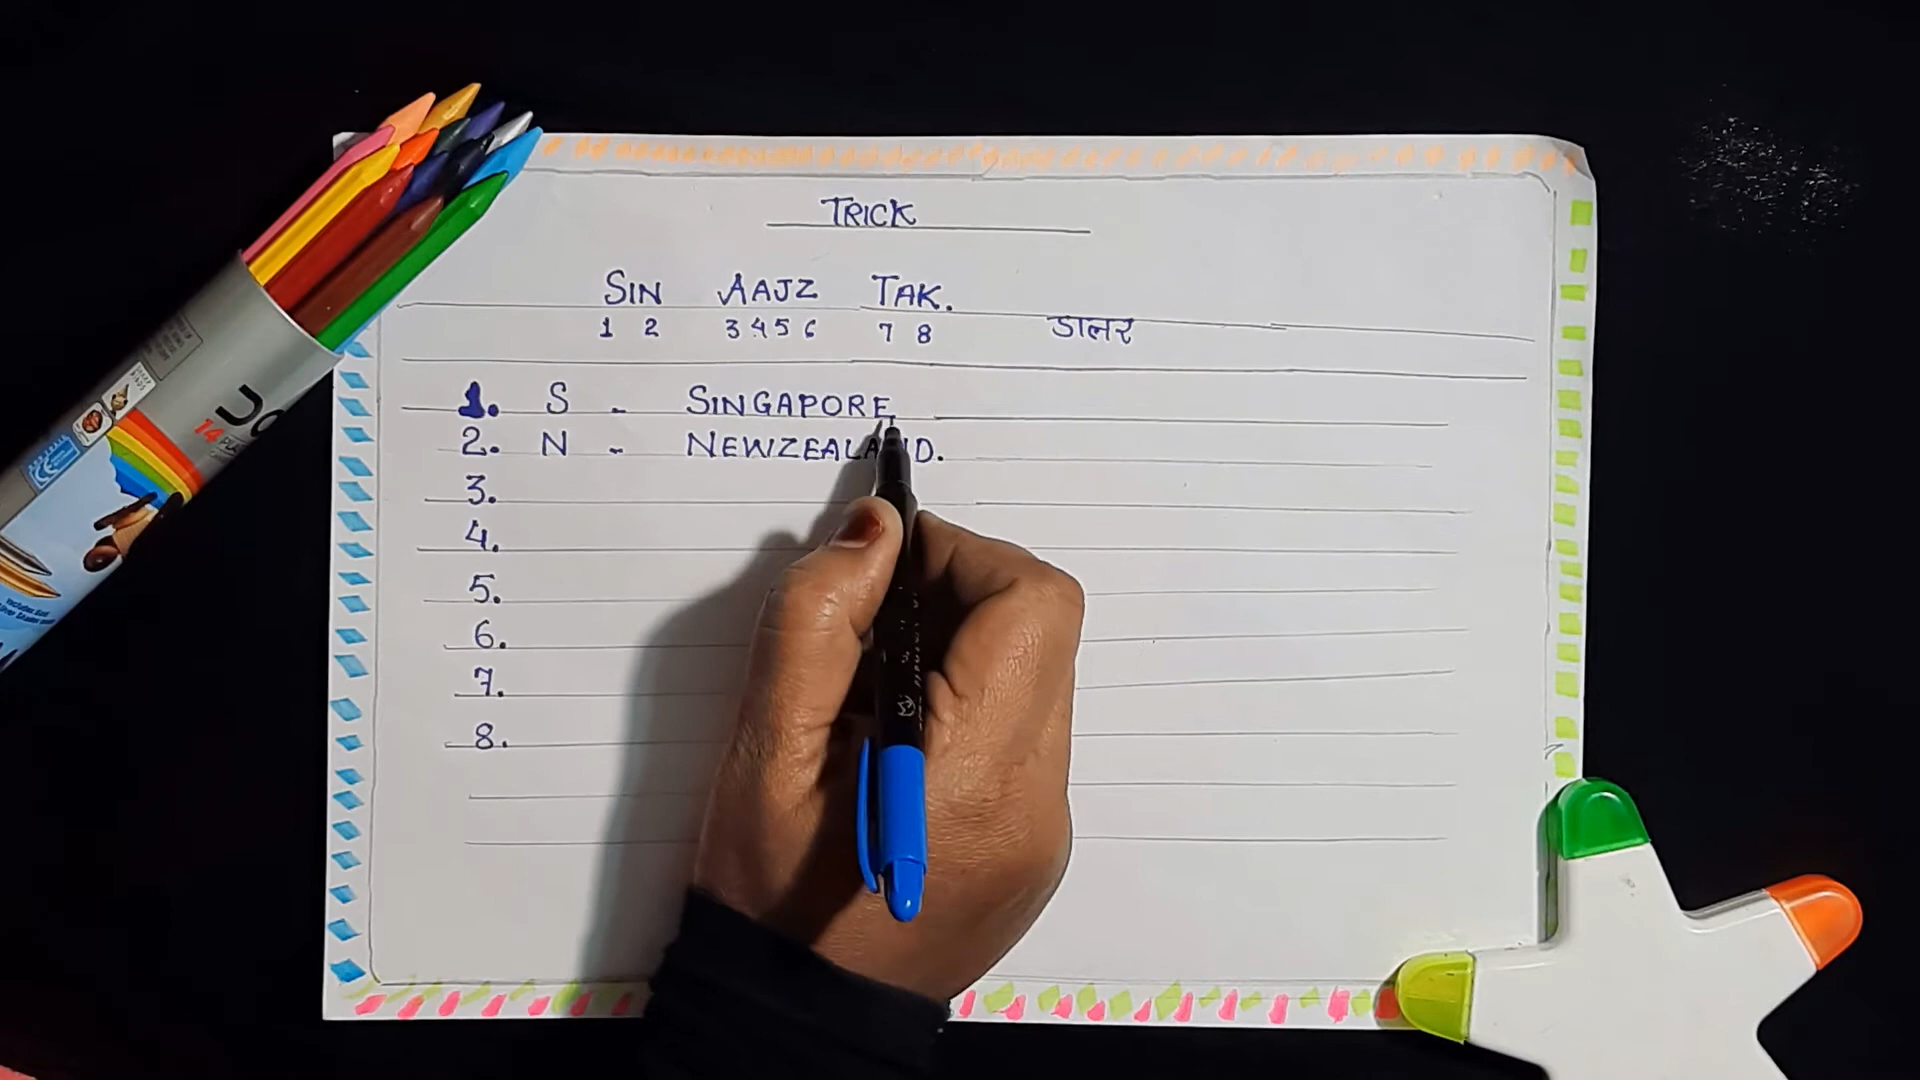 TRICK
SIN AAJZ TAK.
1 2 3 4 5 6 7 8 डालर
1. S - SINGAPORE
2. N - NEWZEALAND.
3.
4.
5.
6.
7.
8.
14